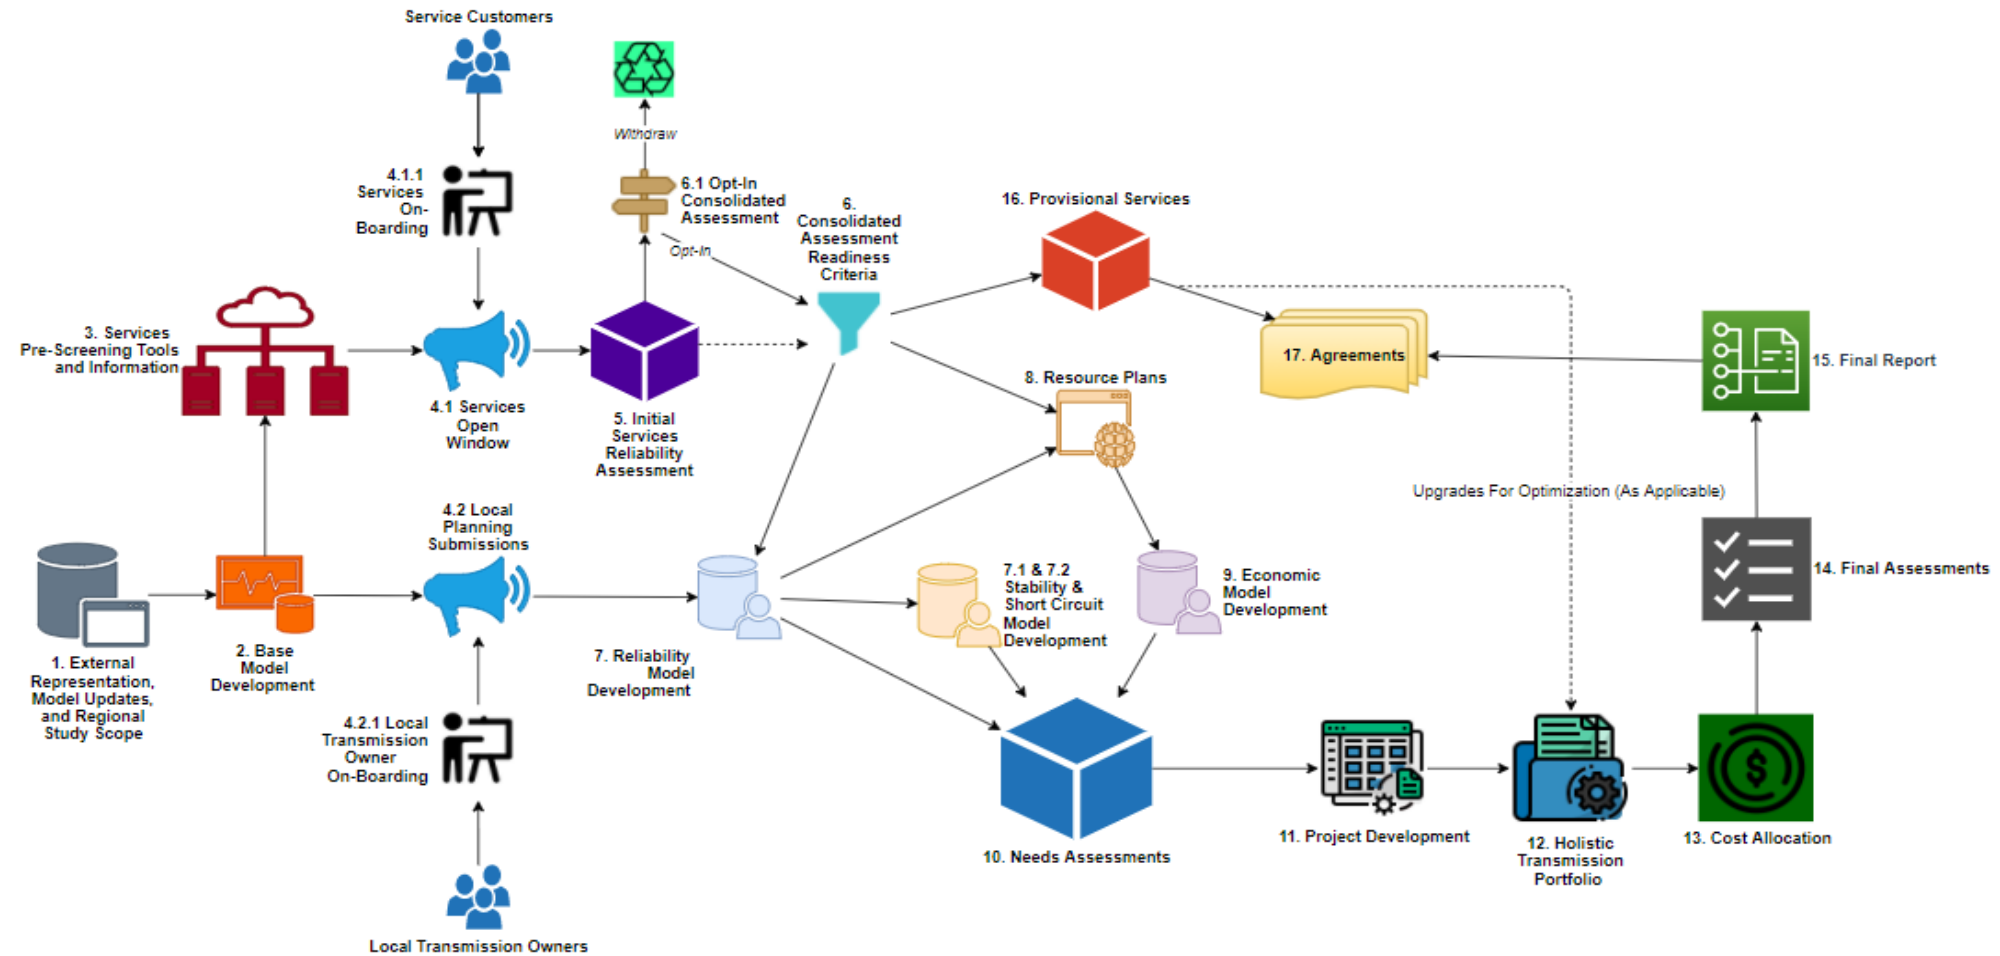 Service Customers
4.1.1
Services
On-
Boarding
Withdraw
6.1 Opt-In
Consolidated
Assessment
Opt-In
6.
Consolidated
Assessment
Readiness
Criteria
16. Provisional Services
3. Services
Pre-Screening Tools
and Information
4.1 Services
Open
Window
5. Initial
Services
Reliability
Assessment
8. Resource Plans
17. Agreements
15. Final Report
Upgrades For Optimization (As Applicable)
4.2 Local
Planning
Submissions
1. External
Representation,
Model Updates,
and Regional
Study Scope
2. Base
Model
Development
7. Reliability
Model
Development
7.1 & 7.2
Stability &
Short Circuit
Model
Development
9. Economic
Model
Development
14. Final Assessments
4.2.1 Local
Transmission
Owner
On-Boarding
10. Needs Assessments
11. Project Development
12. Holistic
Transmission
Portfolio
13. Cost Allocation
Local Transmission Owners